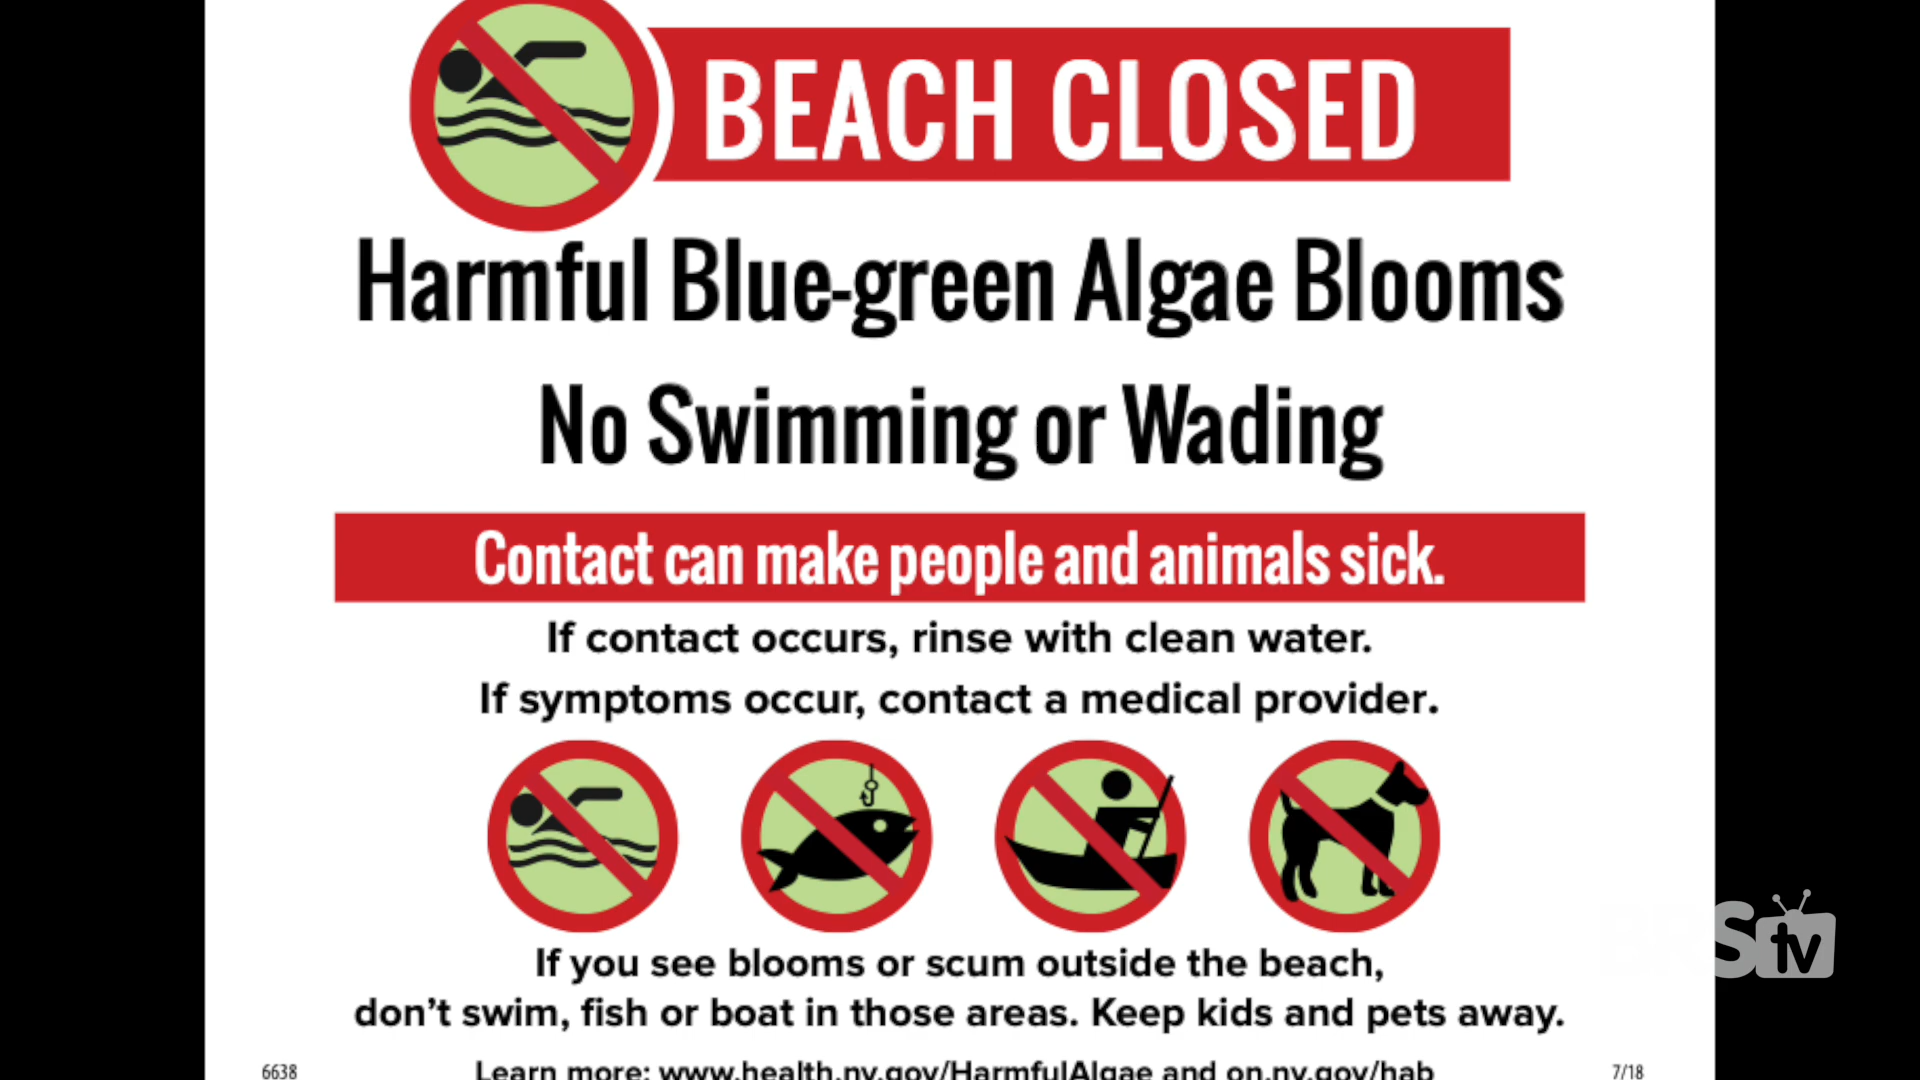 BEACH CLOSED
Harmful Blue-green Algae Blooms
No Swimming or Wading
Contact can make people and animals sick.
If contact occurs, rinse with clean water.
If symptoms occur, contact a medical provider.
If you see blooms or scum outside the beach,
don't swim, fish or boat in those areas. Keep kids and pets away.
6638 Learn more: www.health.ny.gov/HarmfulAlgae and on.ny.gov/hab 7/18
BRStv